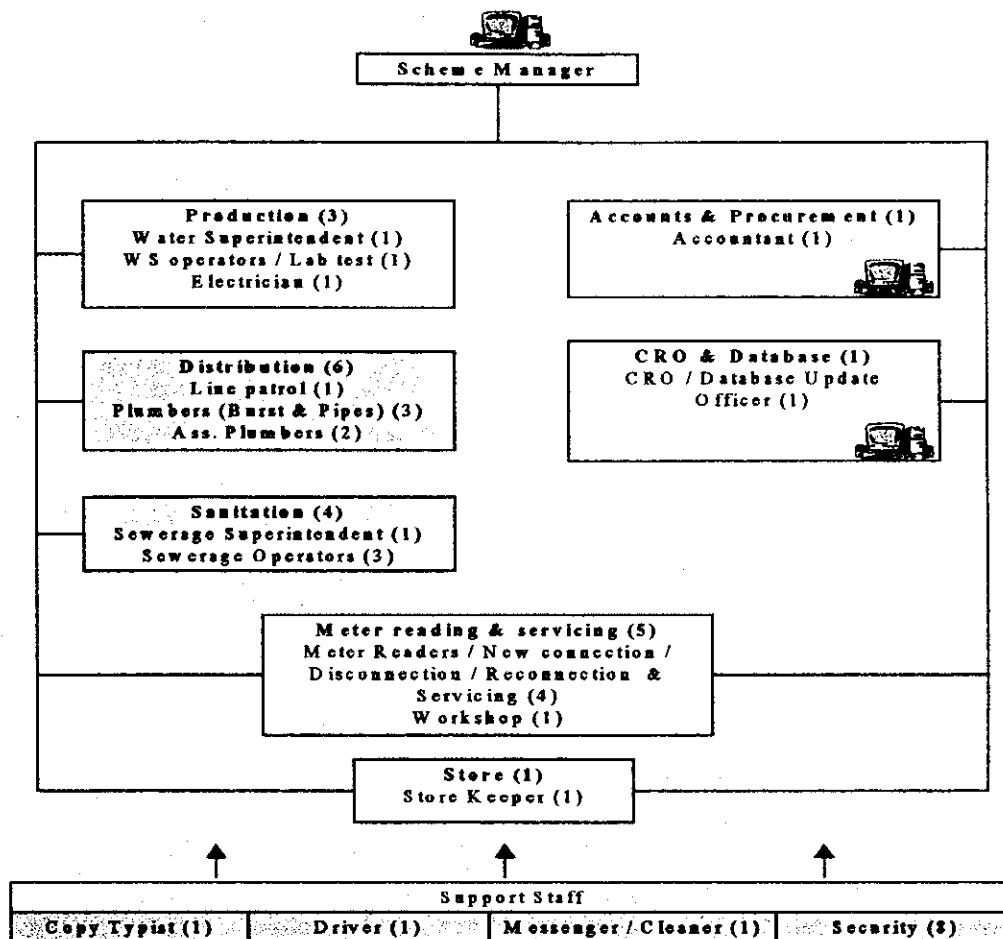 Scheme Manager
Production (3)
Water Superintendent (1)
WS operators / Lab test (1)
Electrician (1)
Accounts & Procurement (1)
Accountant (1)
Distribution (6)
Line patrol (1)
Plumbers (Burst & Pipes) (3)
Ass. Plumbers (2)
CRO & Database (1)
CRO / Database Update
Officer (1)
Sanitation (4)
Sewerage Superintendent (1)
Sewerage Operators (3)
Meter reading & servicing (5)
Meter Readers / New connection /
Disconnection / Reconnection &
Servicing (4)
Workshop (1)
Store (1)
Store Keeper (1)
Support Staff
Copy Typist (1)
Driver (1)
Messenger / Cleaner (1)
Security (8)